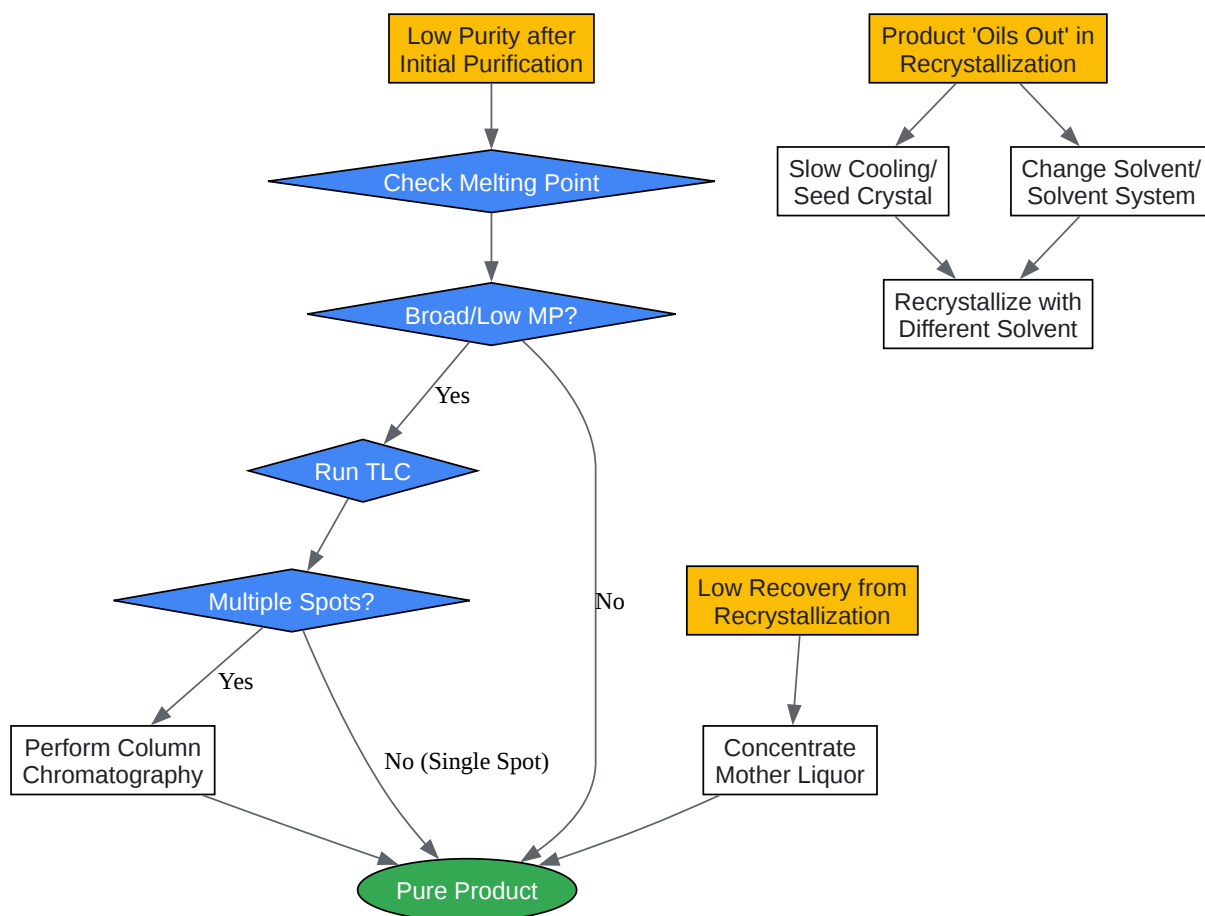 Low Purity after
Initial Purification
Product 'Oils Out' in
Recrystallization
Check Melting Point
Slow Cooling/
Seed Crystal
Change Solvent/
Solvent System
Broad/Low MP?
Recrystallize with
Different Solvent
Yes
Run TLC
Multiple Spots?
No
Low Recovery from
Recrystallization
Yes
Perform Column
Chromatography
No (Single Spot)
Concentrate
Mother Liquor
Pure Product